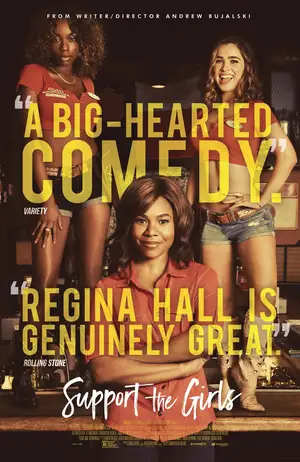 FROM WRITER/DIRECTOR ANDREW BUJALSKI
"A BIG-HEARTED
COMEDY."
VARIETY
"REGINA HALL IS
GENUINELY GREAT."
ROLLING STONE
Support the Girls